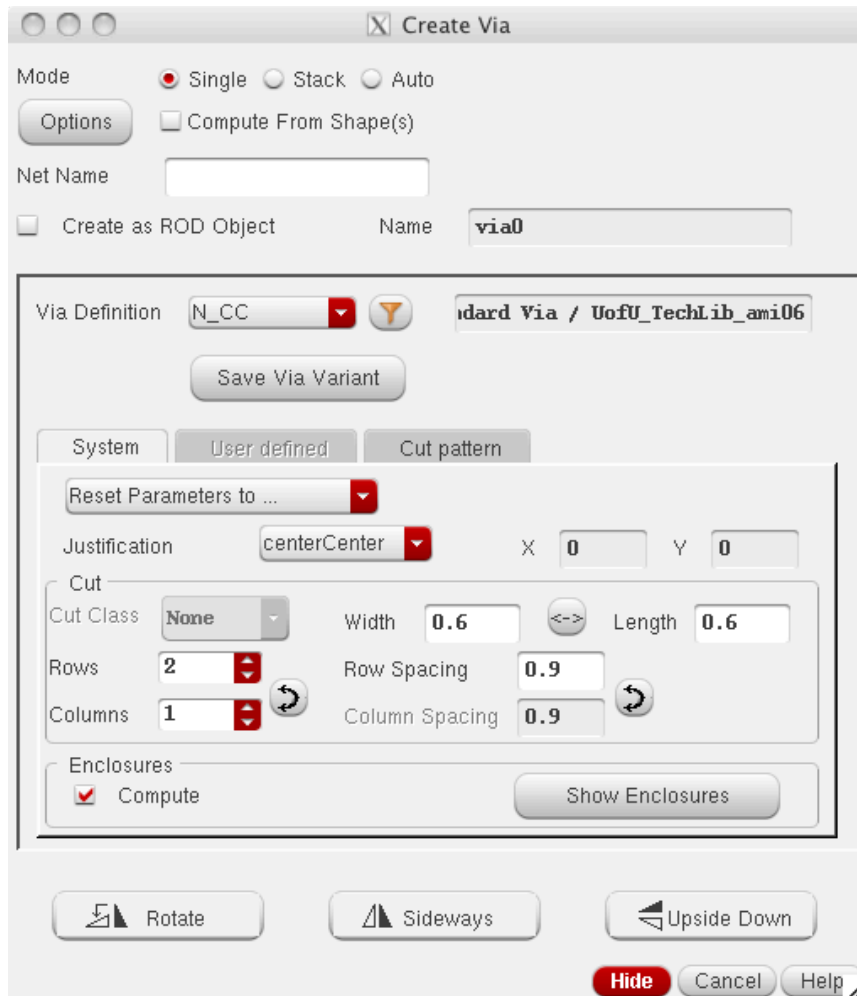 Create Via
Mode Single Stack Auto
Options Compute From Shape(s)
Net Name
Create as ROD Object Name via0
Via Definition N_CC dard Via / UofU_TechLib_ami06
Save Via Variant
System User defined Cut pattern
Reset Parameters to ...
Justification centerCenter X 0 Y 0
Cut
Cut Class None Width 0.6 <-> Length 0.6
Rows 2 Row Spacing 0.9
Columns 1 Column Spacing 0.9
Enclosures
Compute Show Enclosures
Rotate Sideways Upside Down
Hide Cancel Help